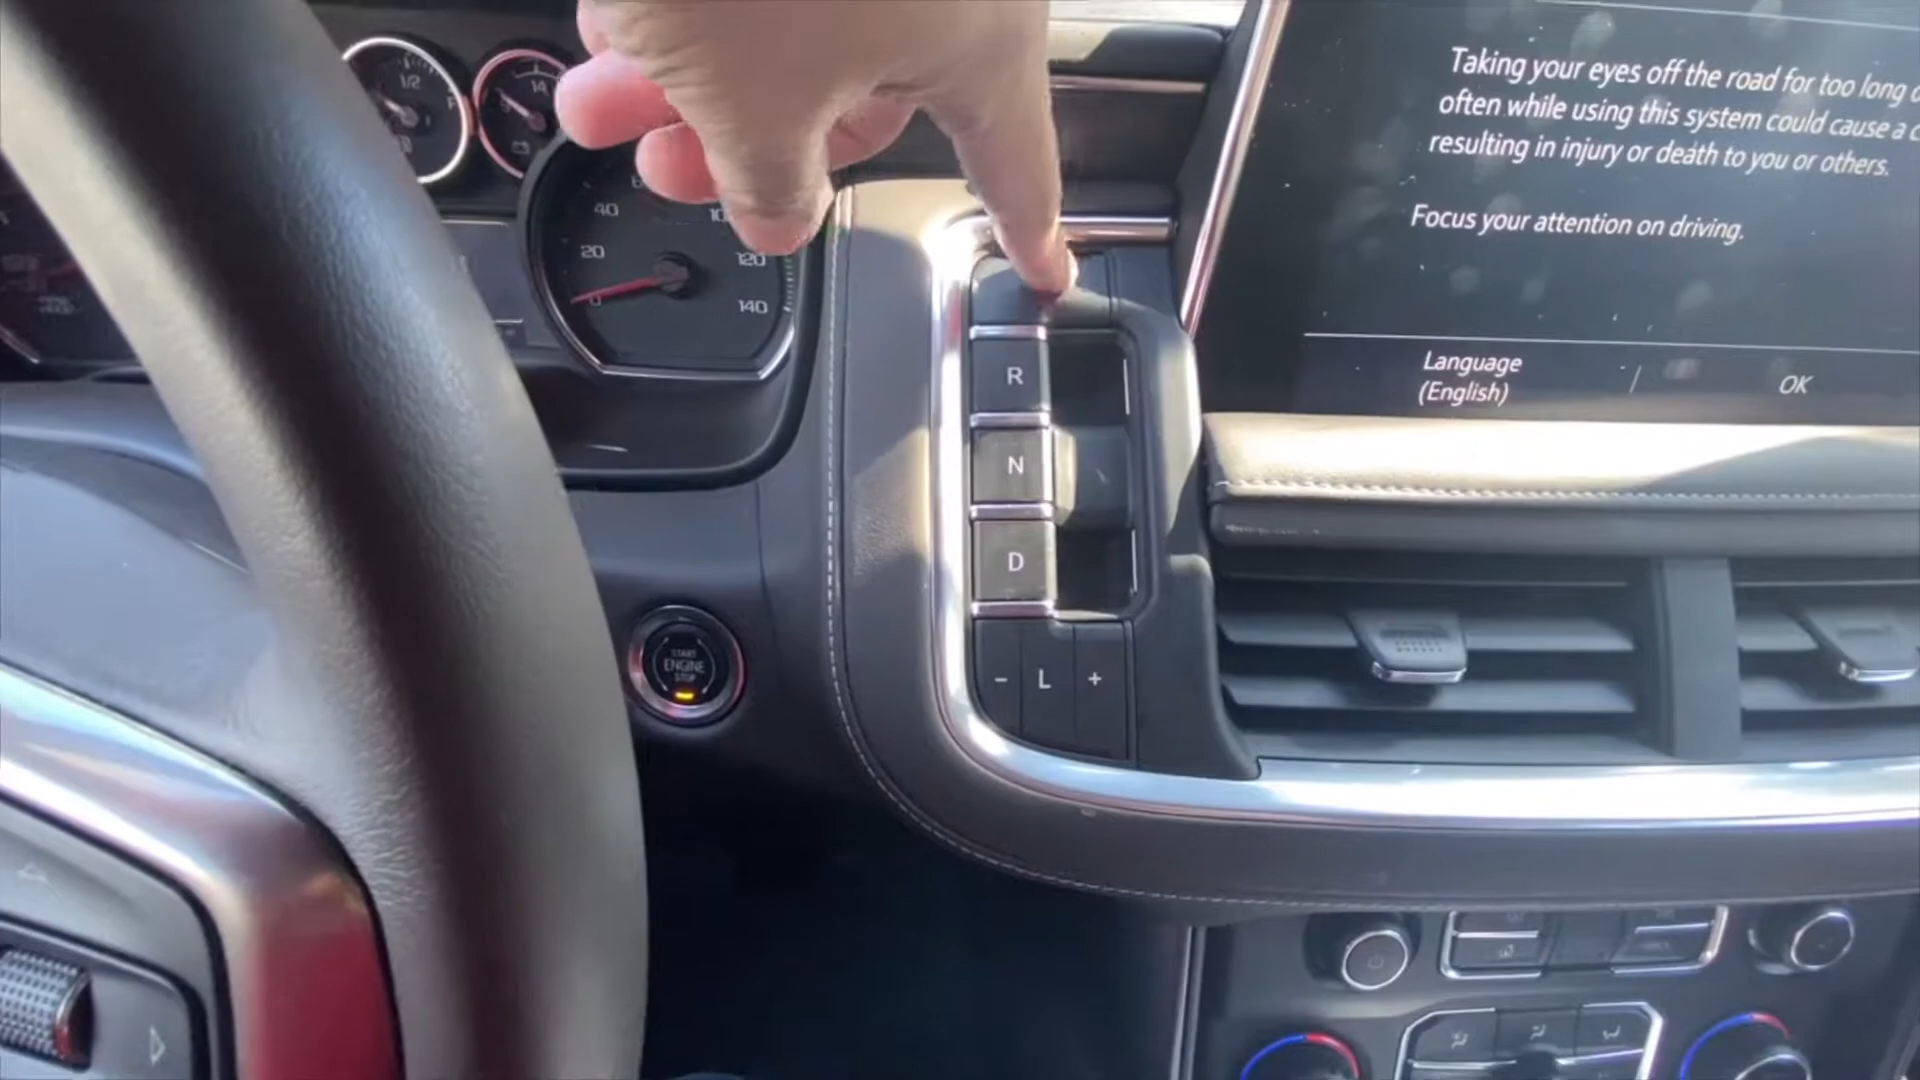 1/2
F
14
40
20
0
120
140
Taking your eyes off the road for too long
often while using this system could cause a
resulting in injury or death to you or others.
Focus your attention on driving.
Language
(English)
OK
R
N
D
- L +
START
ENGINE
STOP